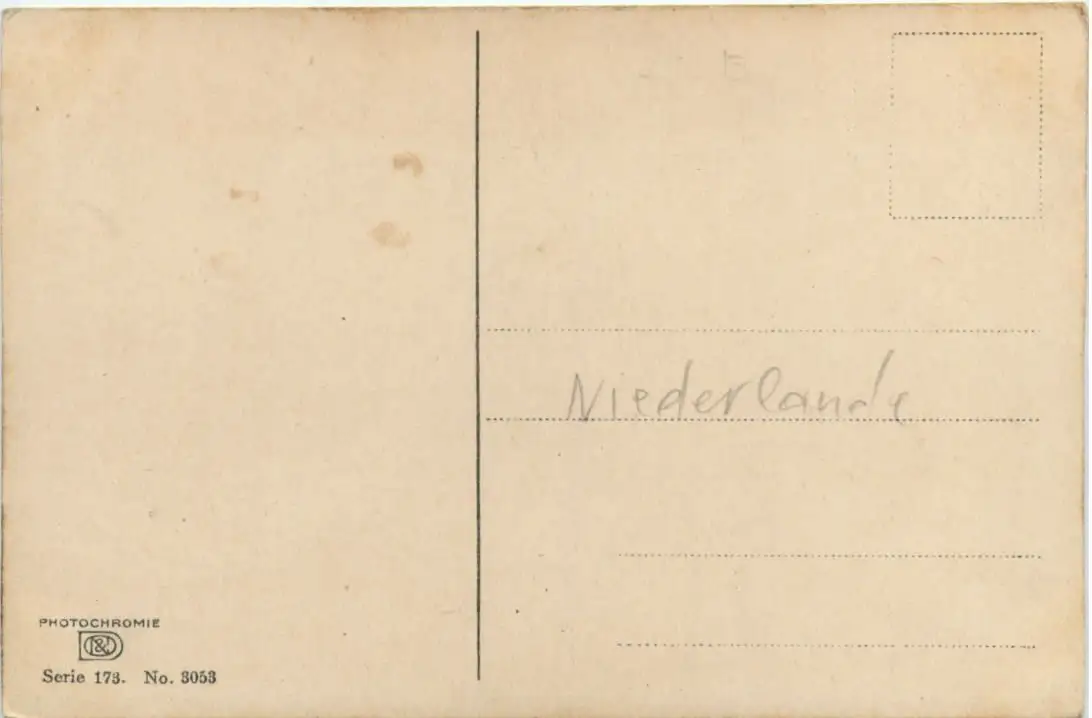 Niederlande
PHOTOCHROMIE
D&D
Serie 173. No. 3053